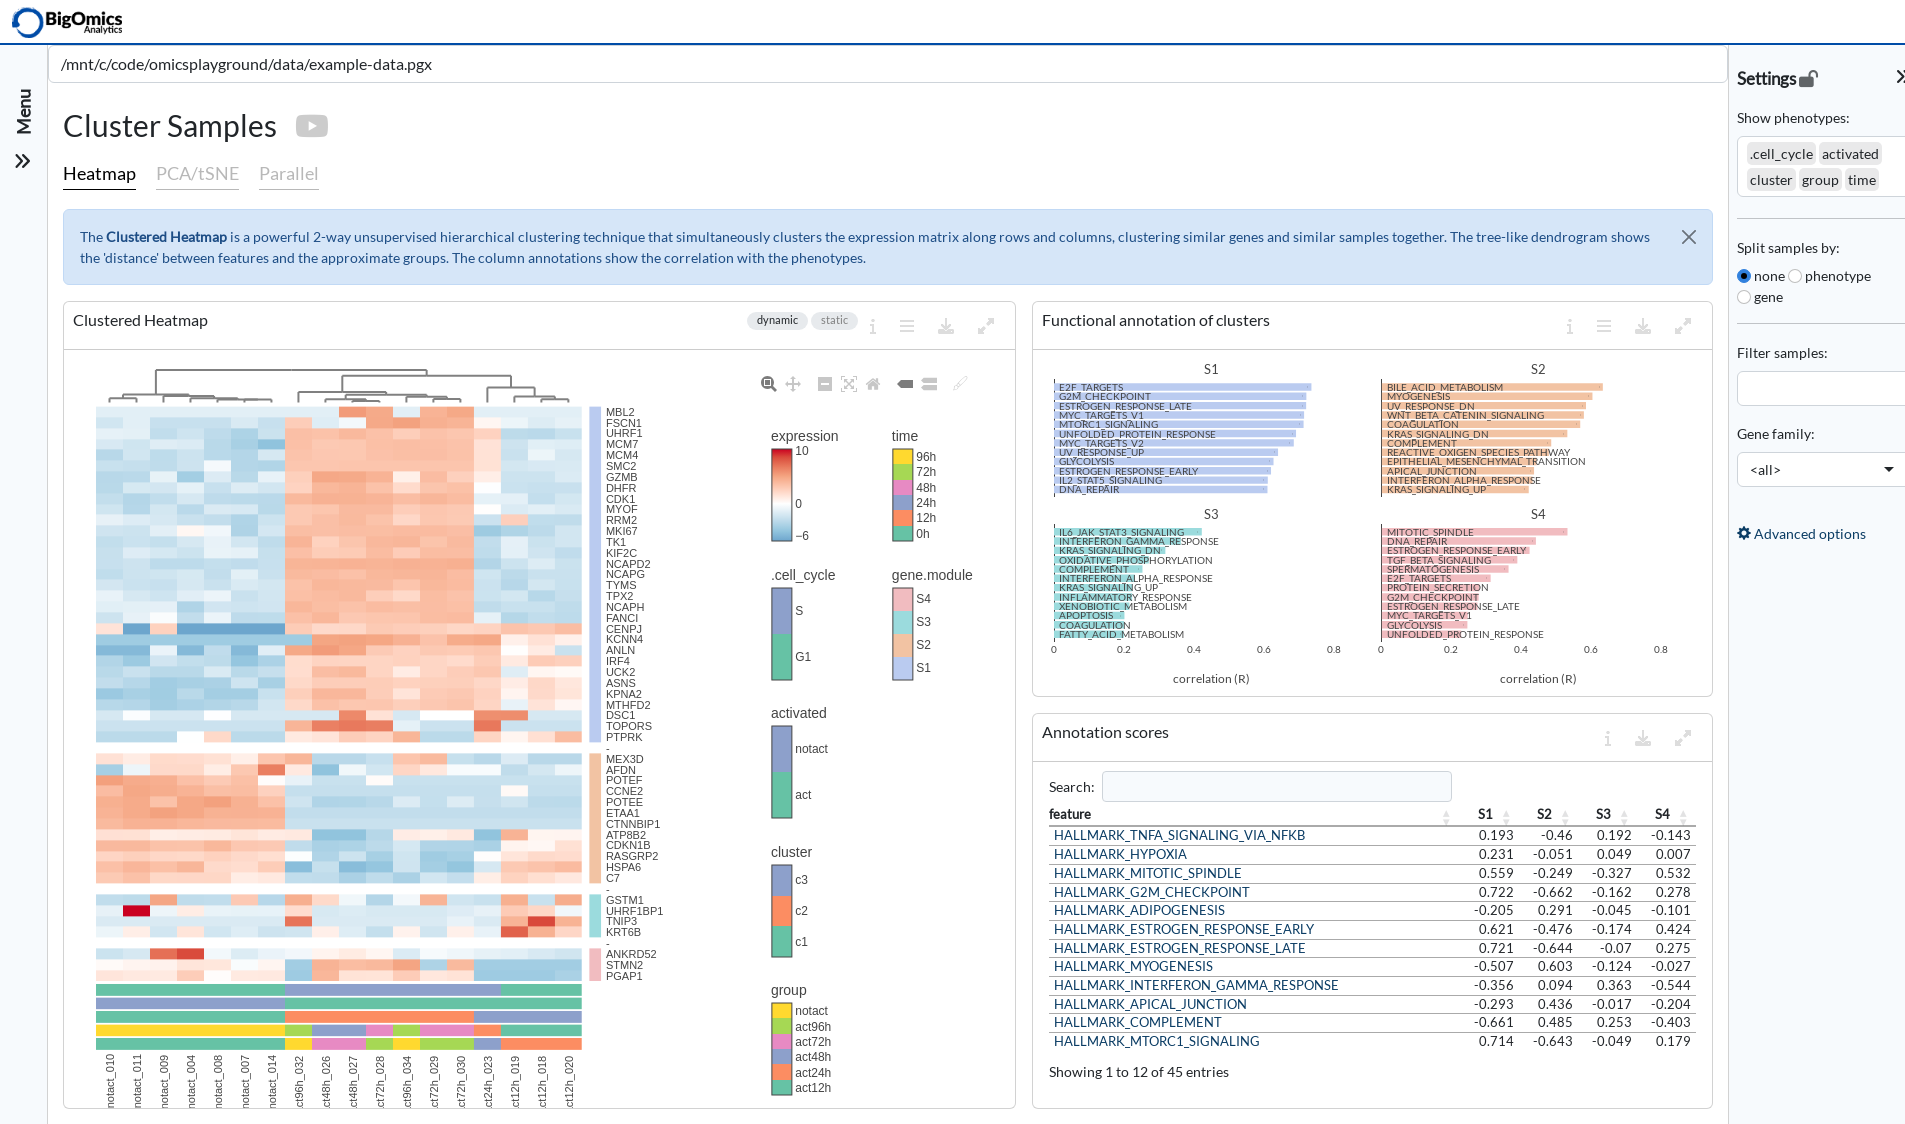 BigOmics
Analytics
/mnt/c/code/omicsplayground/data/example-data.pgx
Menu
Cluster Samples
Heatmap PCA/tSNE Parallel
The Clustered Heatmap is a powerful 2-way unsupervised hierarchical clustering technique that simultaneously clusters the expression matrix along rows and columns, clustering similar genes and similar samples together. The tree-like dendrogram shows
the 'distance' between features and the approximate groups. The column annotations show the correlation with the phenotypes.
Clustered Heatmap dynamic static
MBL2
FSCN1
UHRF1
MCM7
MCM4
SMC2
GZMB
DHFR
CDK1
MYOF
RRM2
MKI67
TK1
KIF2C
NCAPD2
NCAPG
TYMS
TPX2
NCAPH
FANCI
CENPJ
KCNN4
ANLN
IRF4
UCK2
ASNS
KPNA2
MTHFD2
DSC1
TOPORS
PTPRK
-
MEX3D
AFDN
POTEF
CCNE2
POTEE
ETAA1
CTNNBIP1
ATP8B2
CDKN1B
RASGRP2
HSPA6
C7
-
GSTM1
UHRF1BP1
TNIP3
KRT6B
-
ANKRD52
STMN2
PGAP1
notact_010
notact_011
notact_009
notact_004
notact_008
notact_007
notact_014
act96h_032
act48h_026
act48h_027
act72h_028
act96h_034
act72h_029
act72h_030
act24h_023
act12h_019
act12h_018
act12h_020
expression
10
0
−6
time
96h
72h
48h
24h
12h
0h
.cell_cycle
S
G1
gene.module
S4
S3
S2
S1
activated
notact
act
cluster
c3
c2
c1
group
notact
act96h
act72h
act48h
act24h
act12h
Functional annotation of clusters
S1
E2F_TARGETS
G2M_CHECKPOINT
ESTROGEN_RESPONSE_LATE
MYC_TARGETS_V1
MTORC1_SIGNALING
UNFOLDED_PROTEIN_RESPONSE
MYC_TARGETS_V2
UV_RESPONSE_UP
GLYCOLYSIS
ESTROGEN_RESPONSE_EARLY
IL2_STAT5_SIGNALING
DNA_REPAIR
S2
BILE_ACID_METABOLISM
MYOGENESIS
UV_RESPONSE_DN
WNT_BETA_CATENIN_SIGNALING
COAGULATION
KRAS_SIGNALING_DN
COMPLEMENT
REACTIVE_OXIGEN_SPECIES_PATHWAY
EPITHELIAL_MESENCHYMAL_TRANSITION
APICAL_JUNCTION
INTERFERON_ALPHA_RESPONSE
KRAS_SIGNALING_UP
S3
IL6_JAK_STAT3_SIGNALING
INTERFERON_GAMMA_RESPONSE
KRAS_SIGNALING_DN
OXIDATIVE_PHOSPHORYLATION
COMPLEMENT
INTERFERON_ALPHA_RESPONSE
KRAS_SIGNALING_UP
INFLAMMATORY_RESPONSE
XENOBIOTIC_METABOLISM
APOPTOSIS
COAGULATION
FATTY_ACID_METABOLISM
0 0.2 0.4 0.6 0.8
correlation (R)
S4
MITOTIC_SPINDLE
DNA_REPAIR
ESTROGEN_RESPONSE_EARLY
TGF_BETA_SIGNALING
SPERMATOGENESIS
E2F_TARGETS
PROTEIN_SECRETION
G2M_CHECKPOINT
ESTROGEN_RESPONSE_LATE
MYC_TARGETS_V1
GLYCOLYSIS
UNFOLDED_PROTEIN_RESPONSE
0 0.2 0.4 0.6 0.8
correlation (R)
Annotation scores
Search:
feature S1 S2 S3 S4
HALLMARK_TNFA_SIGNALING_VIA_NFKB 0.193 -0.46 0.192 -0.143
HALLMARK_HYPOXIA 0.231 -0.051 0.049 0.007
HALLMARK_MITOTIC_SPINDLE 0.559 -0.249 -0.327 0.532
HALLMARK_G2M_CHECKPOINT 0.722 -0.662 -0.162 0.278
HALLMARK_ADIPOGENESIS -0.205 0.291 -0.045 -0.101
HALLMARK_ESTROGEN_RESPONSE_EARLY 0.621 -0.476 -0.174 0.424
HALLMARK_ESTROGEN_RESPONSE_LATE 0.721 -0.644 -0.07 0.275
HALLMARK_MYOGENESIS -0.507 0.603 -0.124 -0.027
HALLMARK_INTERFERON_GAMMA_RESPONSE -0.356 0.094 0.363 -0.544
HALLMARK_APICAL_JUNCTION -0.293 0.436 -0.017 -0.204
HALLMARK_COMPLEMENT -0.661 0.485 0.253 -0.403
HALLMARK_MTORC1_SIGNALING 0.714 -0.643 -0.049 0.179
Showing 1 to 12 of 45 entries
Settings
Show phenotypes:
.cell_cycle activated
cluster group time
Split samples by:
none phenotype
gene
Filter samples:
Gene family:
<all>
Advanced options